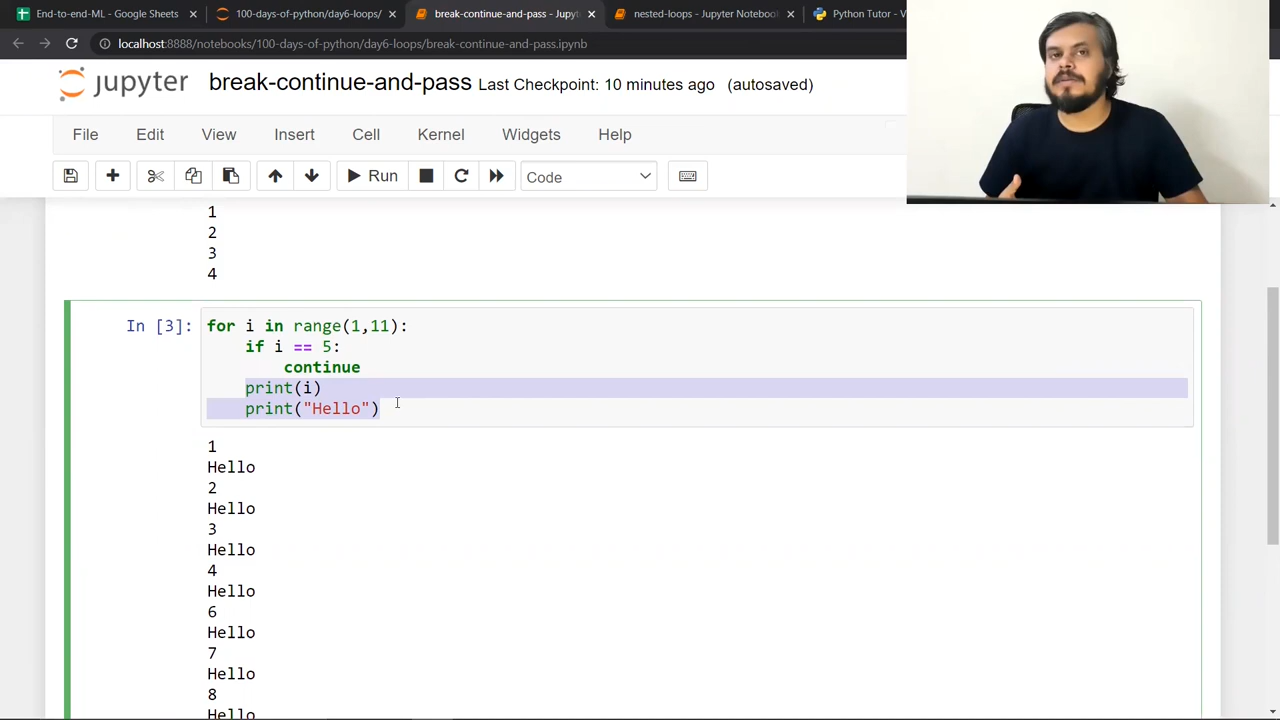 End-to-end-ML - Google Sheets
100-days-of-python/day6-loops/
break-continue-and-pass - Jupyt
nested-loops - Jupyter Notebook
Python Tutor - V
localhost:8888/notebooks/100-days-of-python/day6-loops/break-continue-and-pass.ipynb
jupyter break-continue-and-pass Last Checkpoint: 10 minutes ago (autosaved)
File Edit View Insert Cell Kernel Widgets Help
Run Code
1
2
3
4
In [3]: for i in range(1,11):
    if i == 5:
        continue
    print(i)
    print("Hello")
1
Hello
2
Hello
3
Hello
4
Hello
6
Hello
7
Hello
8
Hello